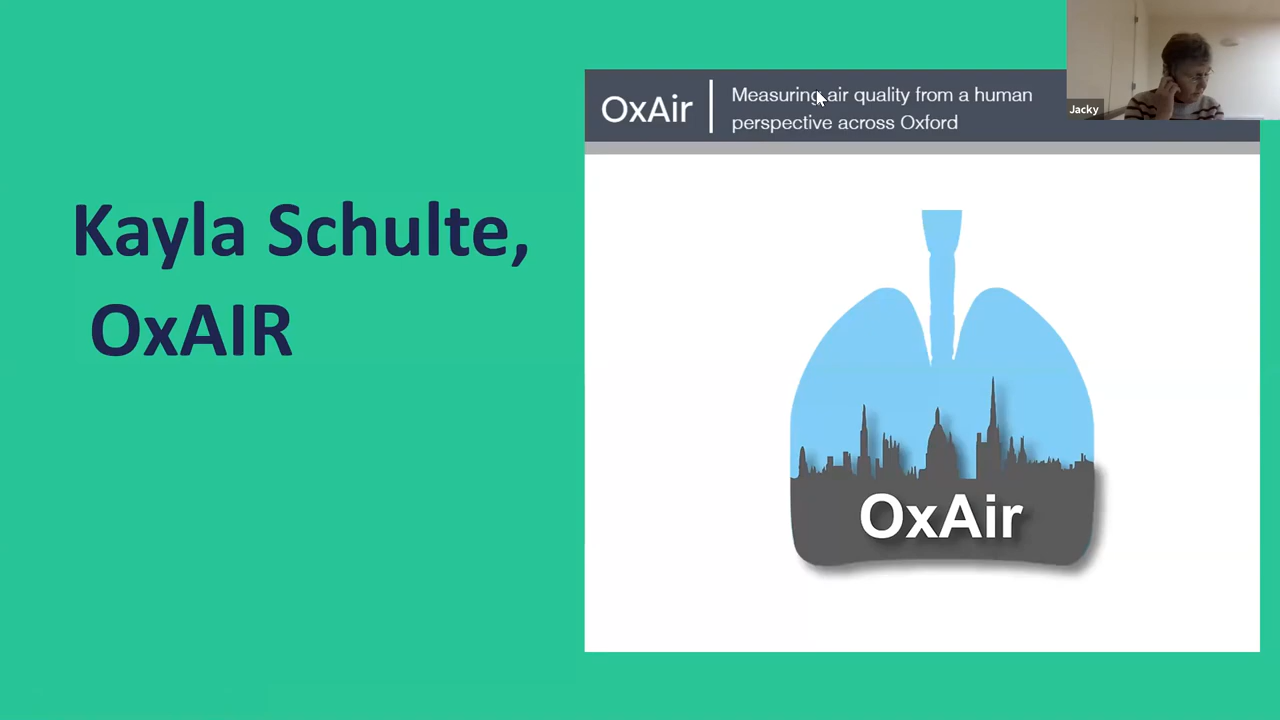 Kayla Schulte,
OxAIR
OxAir
Measuring air quality from a human
perspective across Oxford
Jacky
OxAir